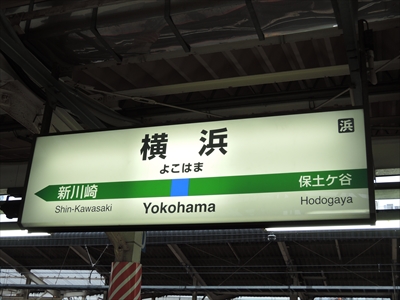 横浜
浜
よこはま
新川崎
保土ケ谷
Shin-Kawasaki
Yokohama
Hodogaya